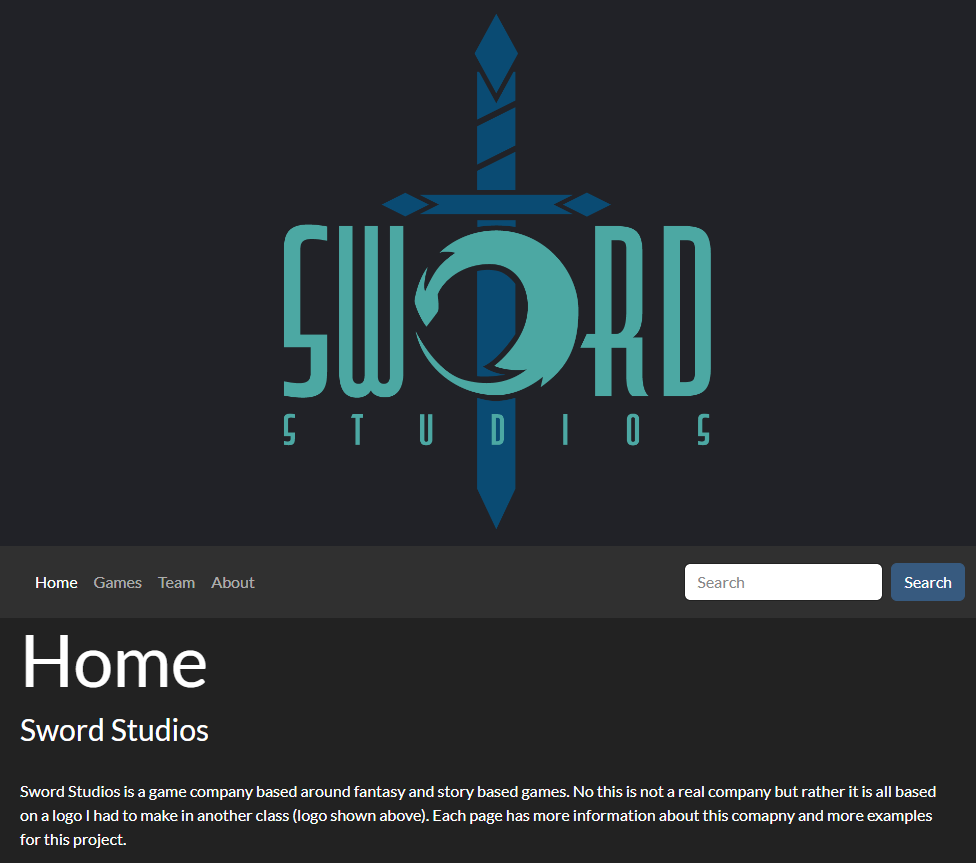 SWORD
STUDIOS
Home Games Team About Search Search
Home
Sword Studios
Sword Studios is a game company based around fantasy and story based games. No this is not a real company but rather it is all based
on a logo I had to make in another class (logo shown above). Each page has more information about this comapny and more examples
for this project.